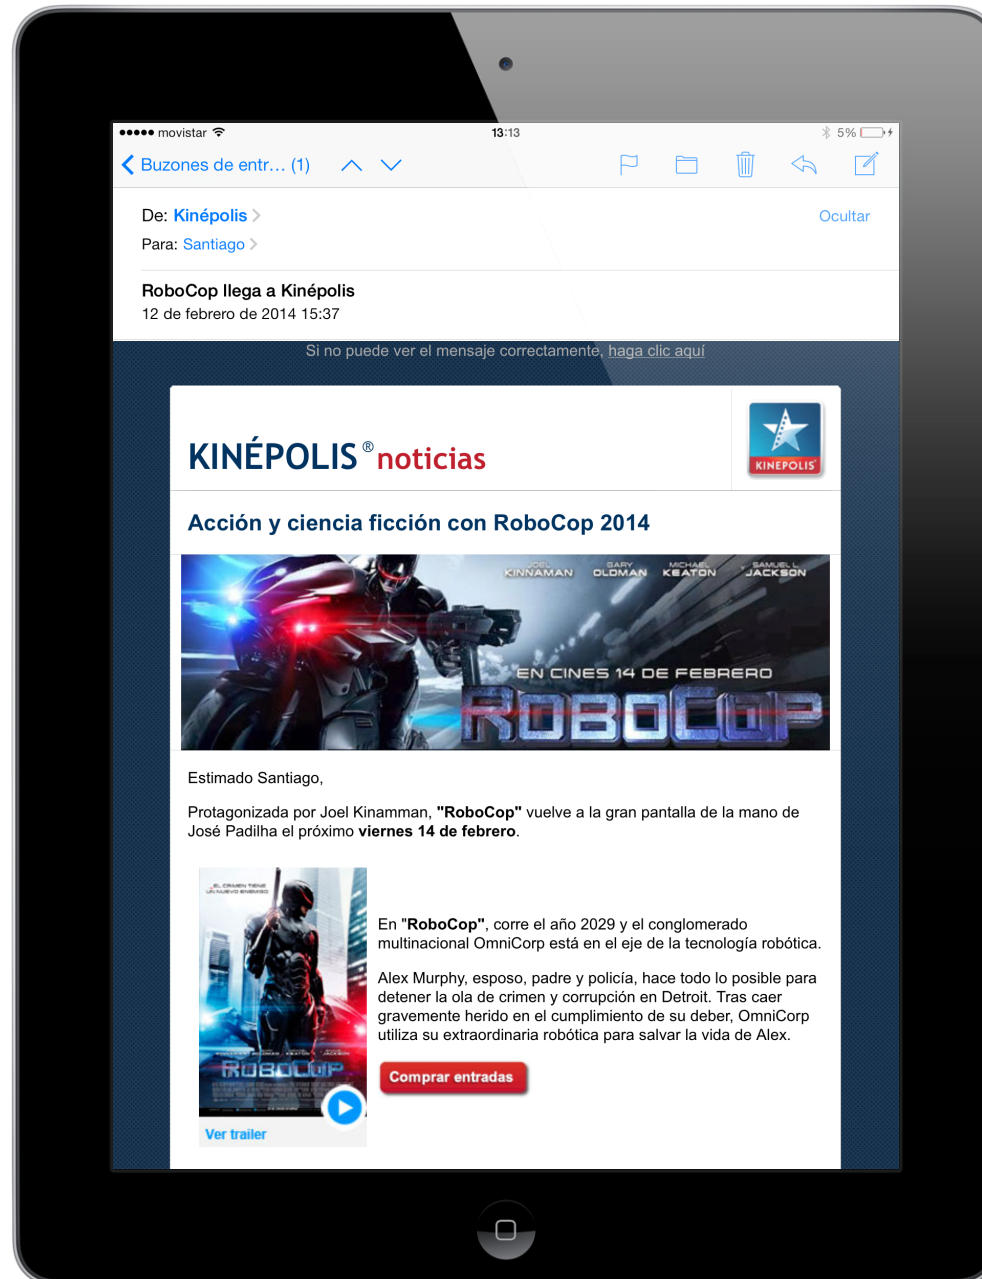 movistar
13:13
5%
Buzones de entr... (1)
De: Kinépolis
Ocultar
Para: Santiago
RoboCop llega a Kinépolis
12 de febrero de 2014 15:37
Si no puede ver el mensaje correctamente, haga clic aquí
KINÉPOLIS® noticias
KINEPOLIS
Acción y ciencia ficción con RoboCop 2014
JOEL KINNAMAN GARY OLDMAN MICHAEL KEATON SAMUEL L. JACKSON
EN CINES 14 DE FEBRERO
ROBOCOP
Estimado Santiago,
Protagonizada por Joel Kinamman, "RoboCop" vuelve a la gran pantalla de la mano de
José Padilha el próximo viernes 14 de febrero.
EL CRIMEN TIENE
UN NUEVO ENEMIGO
ROBOCOP
Ver trailer
En "RoboCop", corre el año 2029 y el conglomerado
multinacional OmniCorp está en el eje de la tecnología robótica.
Alex Murphy, esposo, padre y policía, hace todo lo posible para
detener la ola de crimen y corrupción en Detroit. Tras caer
gravemente herido en el cumplimiento de su deber, OmniCorp
utiliza su extraordinaria robótica para salvar la vida de Alex.
Comprar entradas